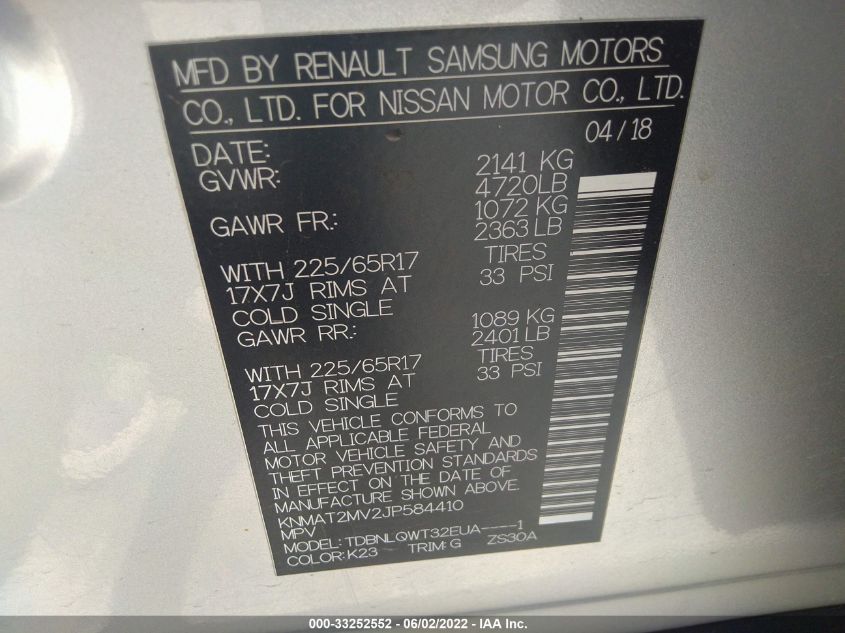 MFD BY RENAULT SAMSUNG MOTORS
CO., LTD. FOR NISSAN MOTOR CO., LTD.
DATE: 04/18
GVWR: 2141 KG
4720LB
GAWR FR.: 1072 KG
2363 LB
WITH 225/65R17 TIRES
17X7J RIMS AT 33 PSI
COLD SINGLE
GAWR RR.: 1089 KG
2401 LB
WITH 225/65R17 TIRES
17X7J RIMS AT 33 PSI
COLD SINGLE
THIS VEHICLE CONFORMS TO
ALL APPLICABLE FEDERAL
MOTOR VEHICLE SAFETY AND
THEFT PREVENTION STANDARDS
IN EFFECT ON THE DATE OF
MANUFACTURE SHOWN ABOVE.
KNMAT2MV2JP584410
MPV
MODEL: TDBNLQWT32EUA----1
COLOR: K23 TRIM: G ZS30A
000-33252552 - 06/02/2022 - IAA Inc.